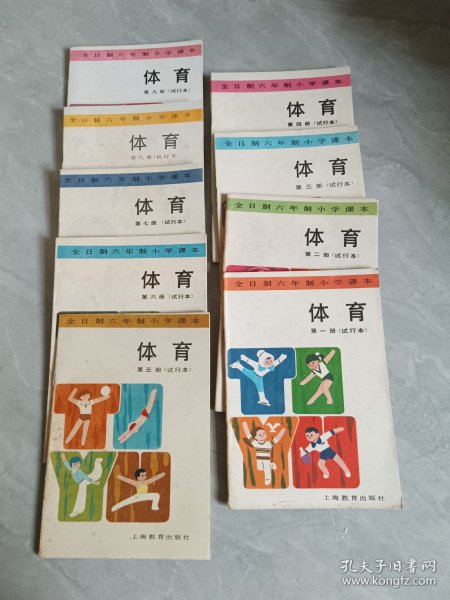 全日制六年制小学课本
体育
第九册（试行本）
全日制六年制小学课本
体育
第八册（试行本）
全日制六年制小学课本
体育
第七册（试行本）
全日制六年制小学课本
体育
第六册（试行本）
全日制六年制小学课本
体育
第五册（试行本）
上海教育出版社
全日制六年制小学课本
体育
第四册（试行本）
全日制六年制小学课本
体育
第三册（试行本）
全日制六年制小学课本
体育
第二册（试行本）
全日制六年制小学课本
体育
第一册（试行本）
上海教育出版社
孔夫子旧书网
www.kongfz.com